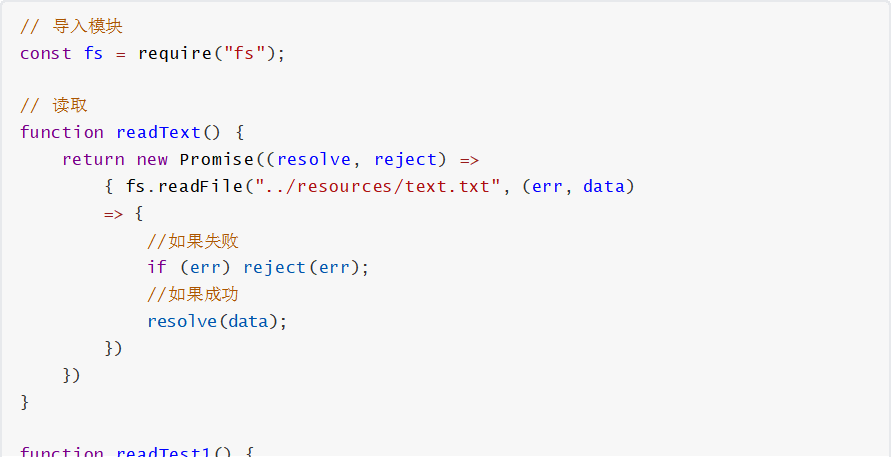 // 导入模块
const fs = require("fs");
// 读取
function readText() {
return new Promise((resolve, reject) =>
{ fs.readFile("../resources/text.txt", (err, data)
=> {
//如果失败
if (err) reject(err);
//如果成功
resolve(data);
})
})
}
function readTest1() {